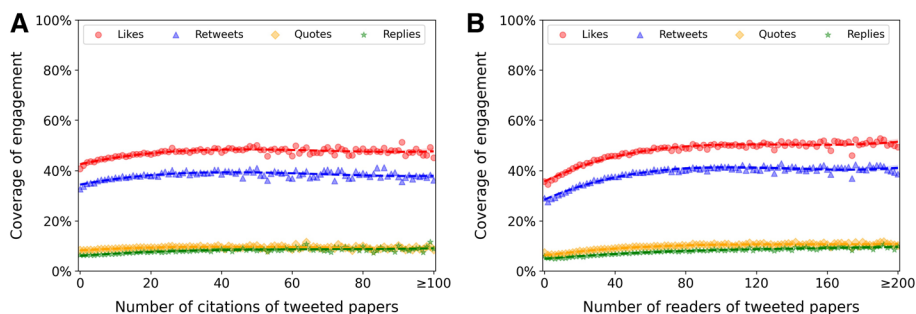 A
100%
80%
60%
40%
20%
0%
Coverage of engagement
Likes Retweets Quotes Replies
0 20 40 60 80 ≥100
Number of citations of tweeted papers
B
100%
80%
60%
40%
20%
0%
Coverage of engagement
Likes Retweets Quotes Replies
0 40 80 120 160 ≥200
Number of readers of tweeted papers